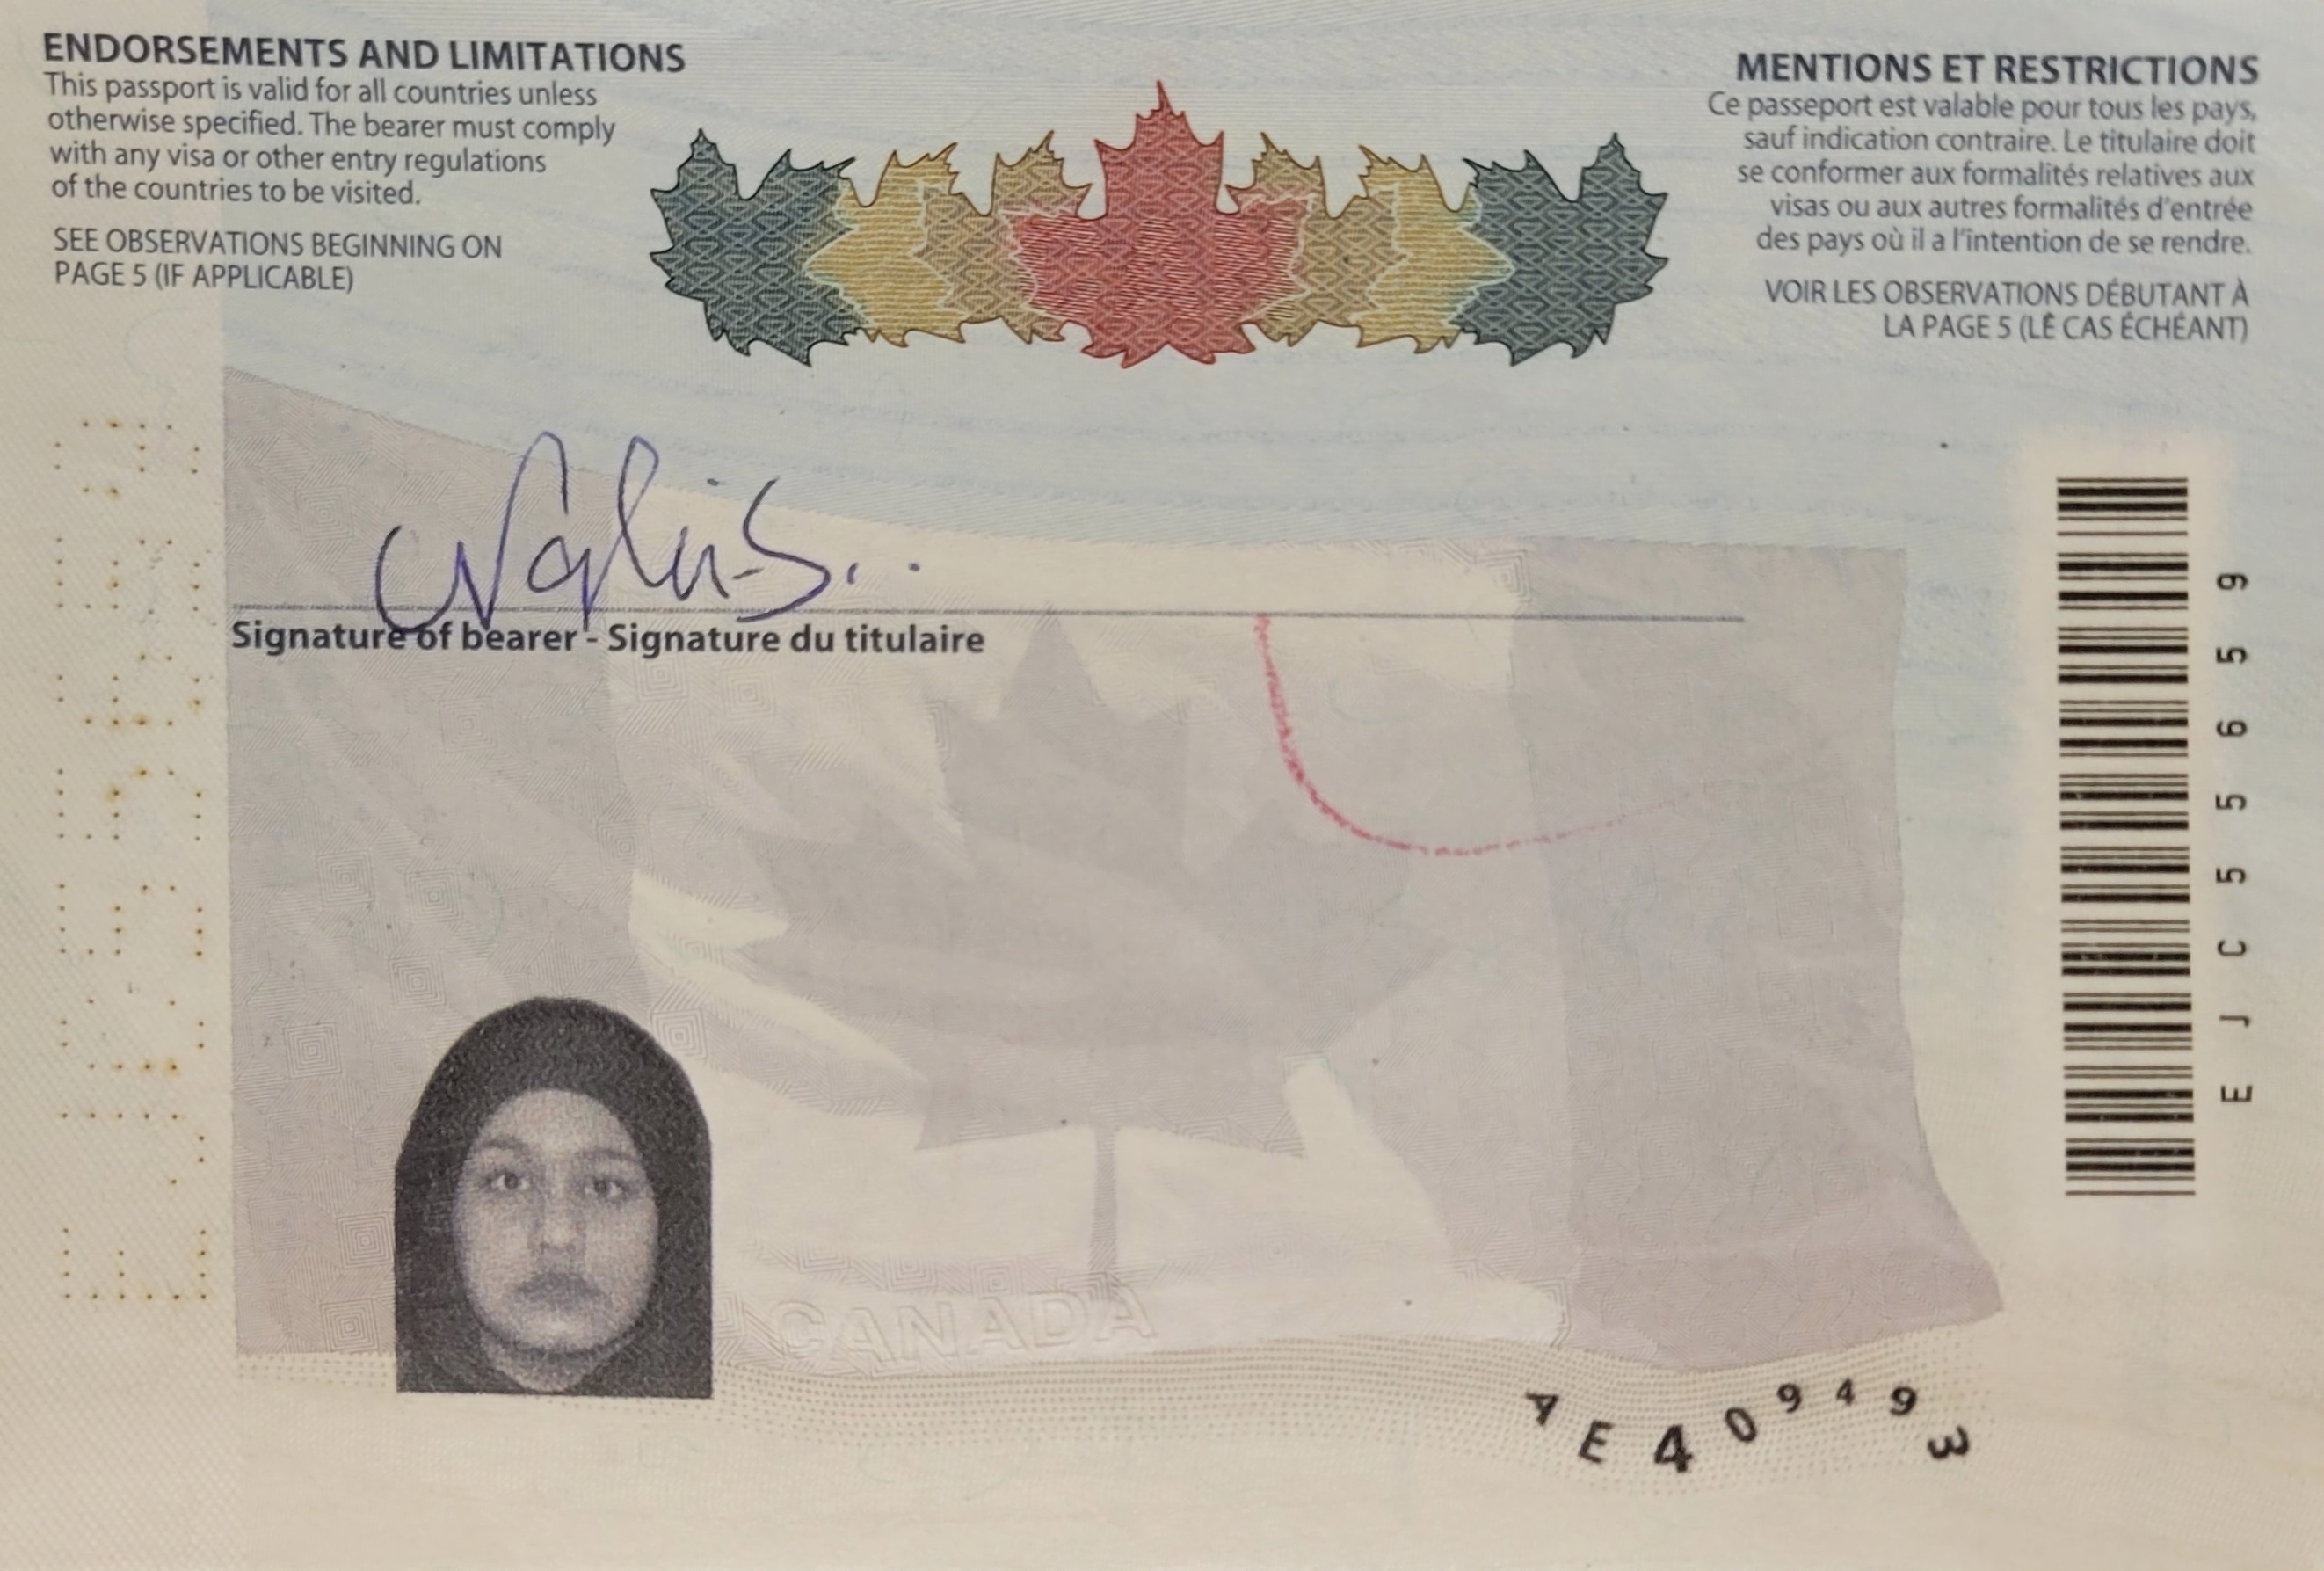 ENDORSEMENTS AND LIMITATIONS
This passport is valid for all countries unless
otherwise specified. The bearer must comply
with any visa or other entry regulations
of the countries to be visited.
SEE OBSERVATIONS BEGINNING ON
PAGE 5 (IF APPLICABLE)
MENTIONS ET RESTRICTIONS
Ce passeport est valable pour tous les pays,
sauf indication contraire. Le titulaire doit
se conformer aux formalités relatives aux
visas ou aux autres formalités d'entrée
des pays où il a l'intention de se rendre.
VOIR LES OBSERVATIONS DÉBUTANT À
LA PAGE 5 (LE CAS ÉCHÉANT)
Signature of bearer - Signature du titulaire
EJC556559
CANADA
AE409493